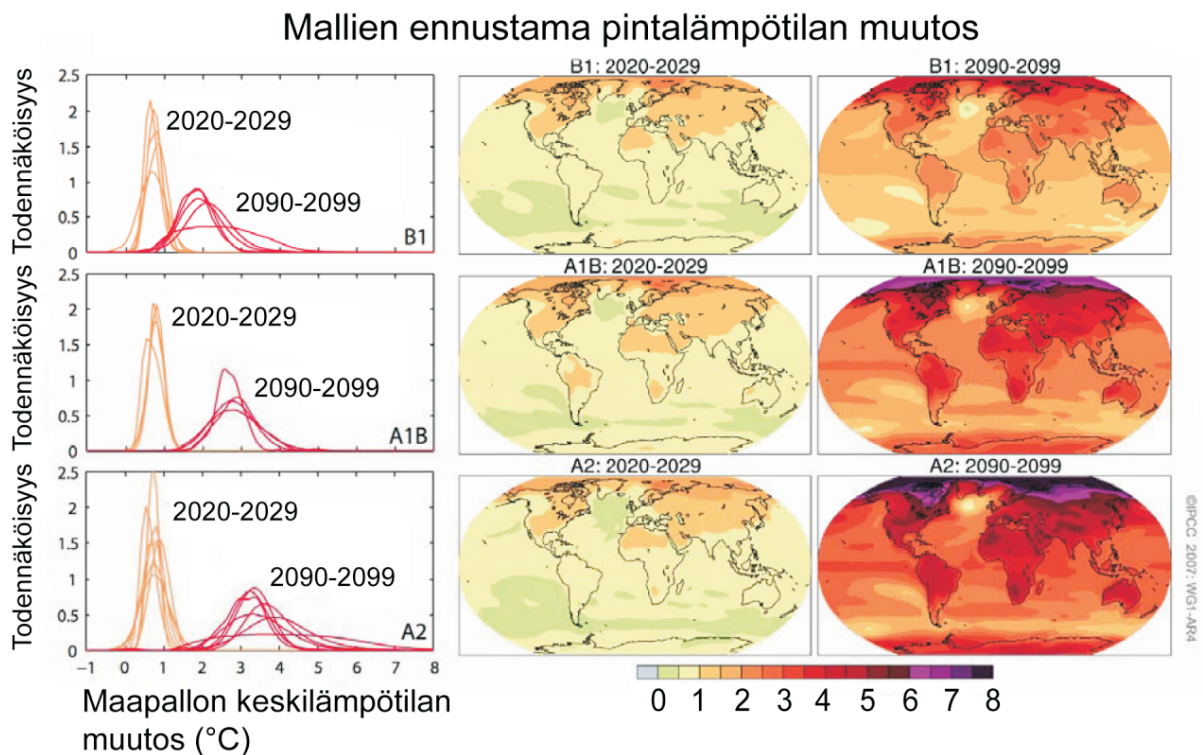 Mallien ennustama pintalämpötilan muutos
Todennäköisyys
2.5
2
1.5
1
0.5
0
2020-2029
2090-2099
B1
B1: 2020-2029
B1: 2090-2099
Todennäköisyys
2.5
2
1.5
1
0.5
0
2020-2029
2090-2099
A1B
A1B: 2020-2029
A1B: 2090-2099
Todennäköisyys
2.5
2
1.5
1
0.5
0
2020-2029
2090-2099
A2
A2: 2020-2029
A2: 2090-2099
−1 0 1 2 3 4 5 6 7 8
Maapallon keskilämpötilan
muutos (°C)
0 1 2 3 4 5 6 7 8
©IPCC 2007: WG1-AR4